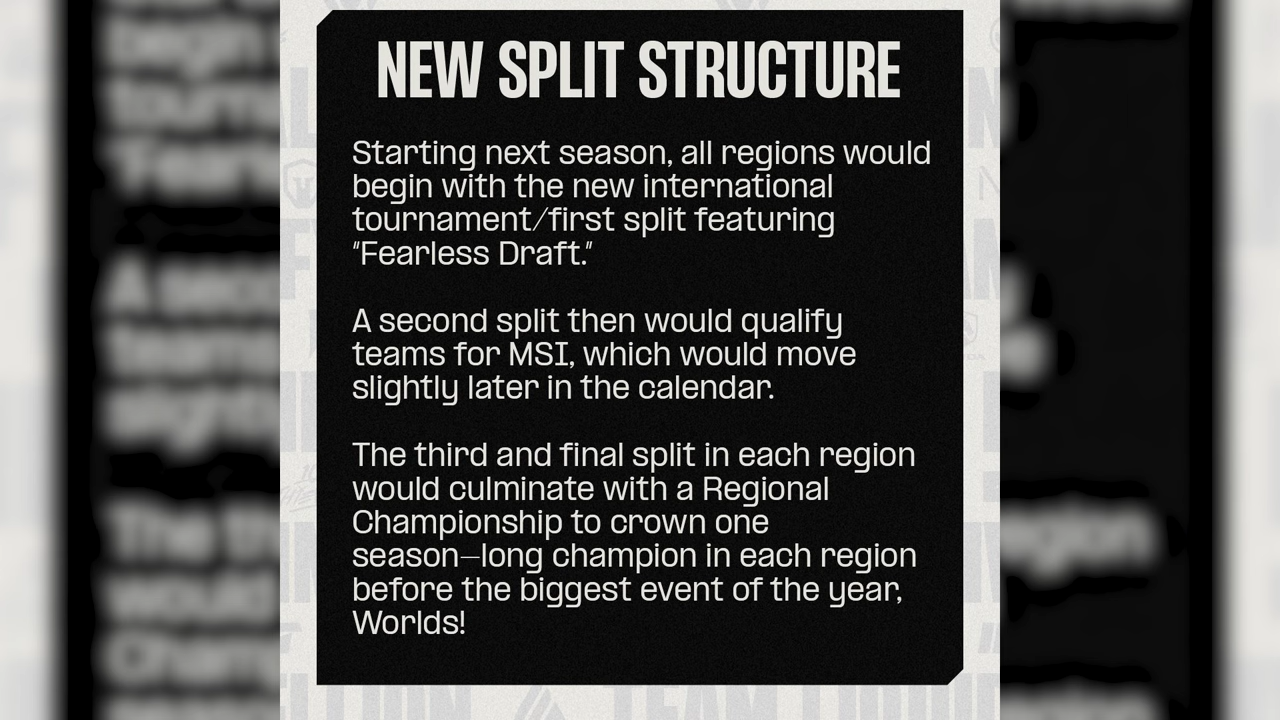 NEW SPLIT STRUCTURE
Starting next season, all regions would
begin with the new international
tournament/first split featuring
"Fearless Draft."
A second split then would qualify
teams for MSI, which would move
slightly later in the calendar.
The third and final split in each region
would culminate with a Regional
Championship to crown one
season–long champion in each region
before the biggest event of the year,
Worlds!